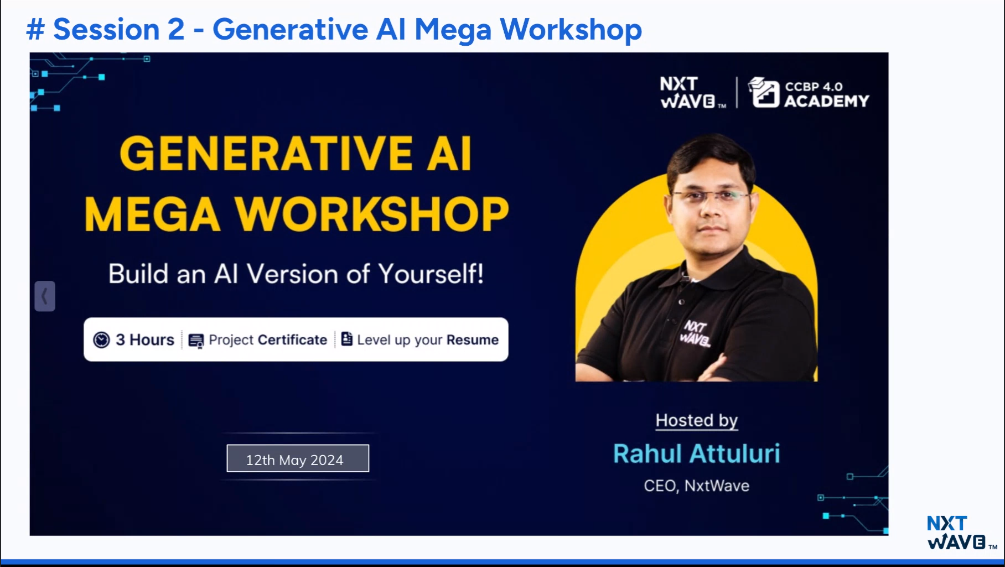 # Session 2 - Generative AI Mega Workshop
NXT
WAVE™
CCBP 4.0
ACADEMY
GENERATIVE AI
MEGA WORKSHOP
Build an AI Version of Yourself!
3 Hours | Project Certificate | Level up your Resume
NXT
WAVE™
12th May 2024
Hosted by
Rahul Attuluri
CEO, NxtWave
NXT
WAVE™